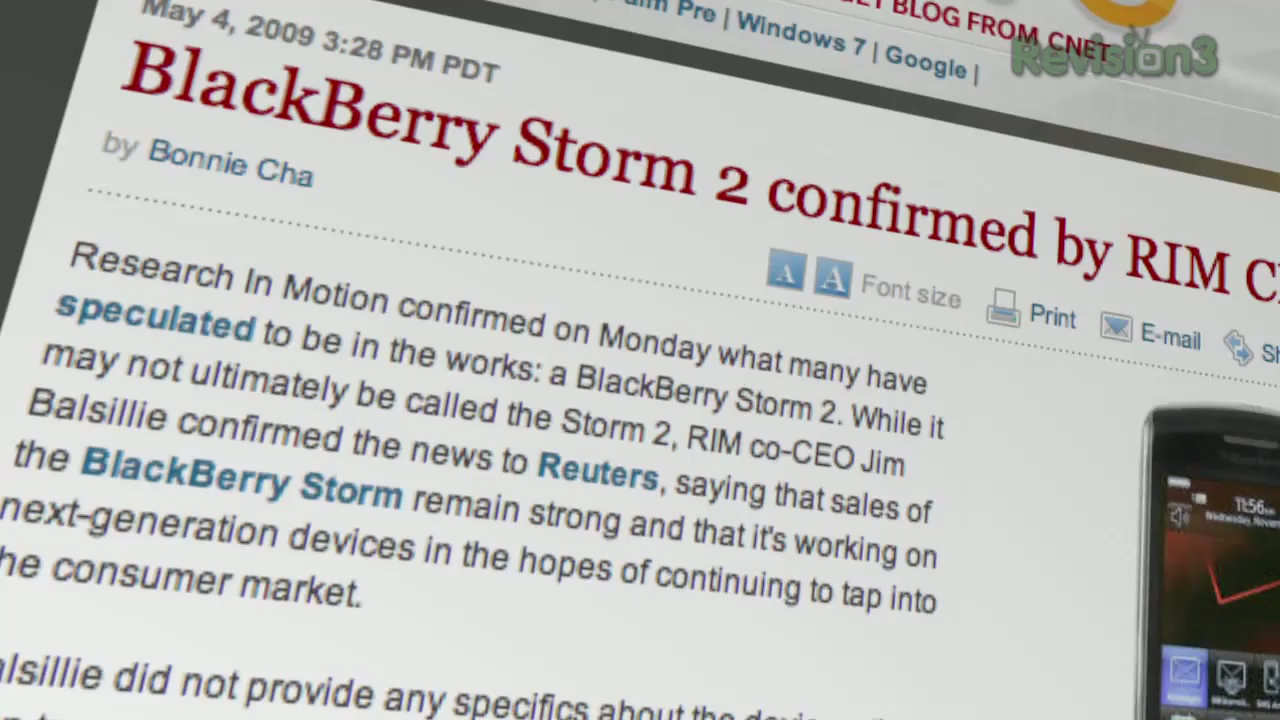 BLOG FROM CNET
Pre | Windows 7 | Google |
Revision3
May 4, 2009 3:28 PM PDT
BlackBerry Storm 2 confirmed by RIM
by Bonnie Cha
Font size Print E-mail
Research In Motion confirmed on Monday what many have
speculated to be in the works: a BlackBerry Storm 2. While it
may not ultimately be called the Storm 2, RIM co-CEO Jim
Balsillie confirmed the news to Reuters, saying that sales of
the BlackBerry Storm remain strong and that it's working on
next-generation devices in the hopes of continuing to tap into
he consumer market.
alsillie did not provide any specifics about the
11:56
Wednesday,